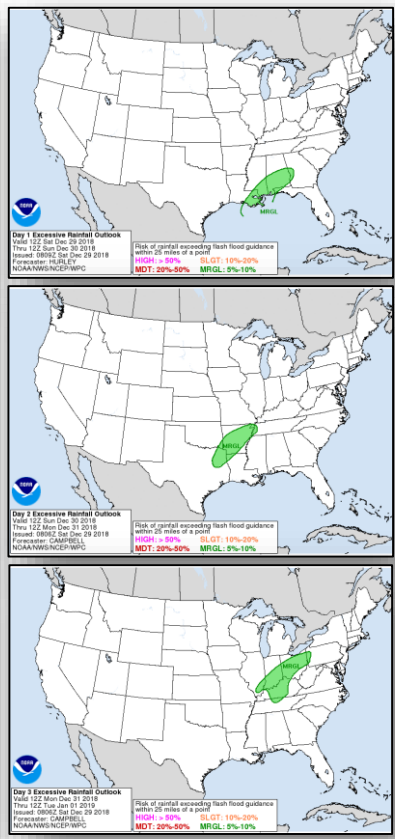 MRGL
NOAA
Day 1 Excessive Rainfall Outlook
Valid 12Z Sat Dec 29 2018
Thru 12Z Sun Dec 30 2018
Issued: 0809Z Sat Dec 29 2018
Forecaster: HURLEY
NOAA/NWS/NCEP/WPC
Risk of rainfall exceeding flash flood guidance
within 25 miles of a point
HIGH: > 50% SLGT: 10%-20%
MDT: 20%-50% MRGL: 5%-10%
MRGL
NOAA
Day 2 Excessive Rainfall Outlook
Valid 12Z Sun Dec 30 2018
Thru 12Z Mon Dec 31 2018
Issued: 0806Z Sat Dec 29 2018
Forecaster: CAMPBELL
NOAA/NWS/NCEP/WPC
Risk of rainfall exceeding flash flood guidance
within 25 miles of a point
HIGH: > 50% SLGT: 10%-20%
MDT: 20%-50% MRGL: 5%-10%
MRGL
NOAA
Day 3 Excessive Rainfall Outlook
Valid 12Z Mon Dec 31 2018
Thru 12Z Tue Jan 01 2019
Issued: 0806Z Sat Dec 29 2018
Forecaster: CAMPBELL
NOAA/NWS/NCEP/WPC
Risk of rainfall exceeding flash flood guidance
within 25 miles of a point
HIGH: > 50% SLGT: 10%-20%
MDT: 20%-50% MRGL: 5%-10%